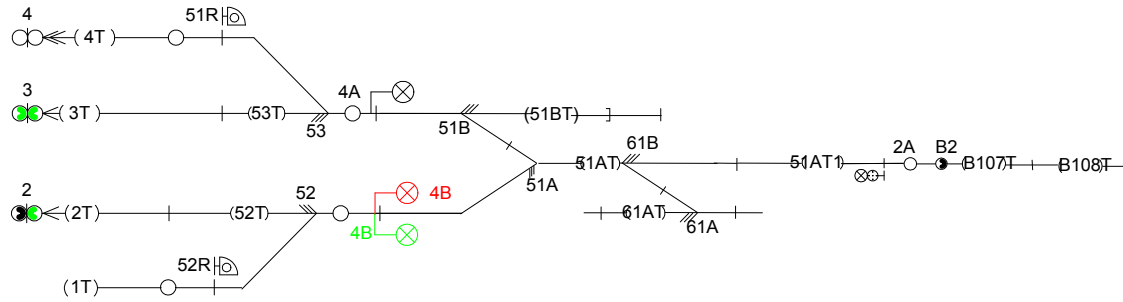 4
51R
(4T)
3
4A
(3T)
(53T)
53
51B
(51BT)
61B
2A
B2
51AT
51AT1
(B107T)
(B108T)
51A
2
52
4B
(2T)
(52T)
61AT
61A
4B
52R
(1T)